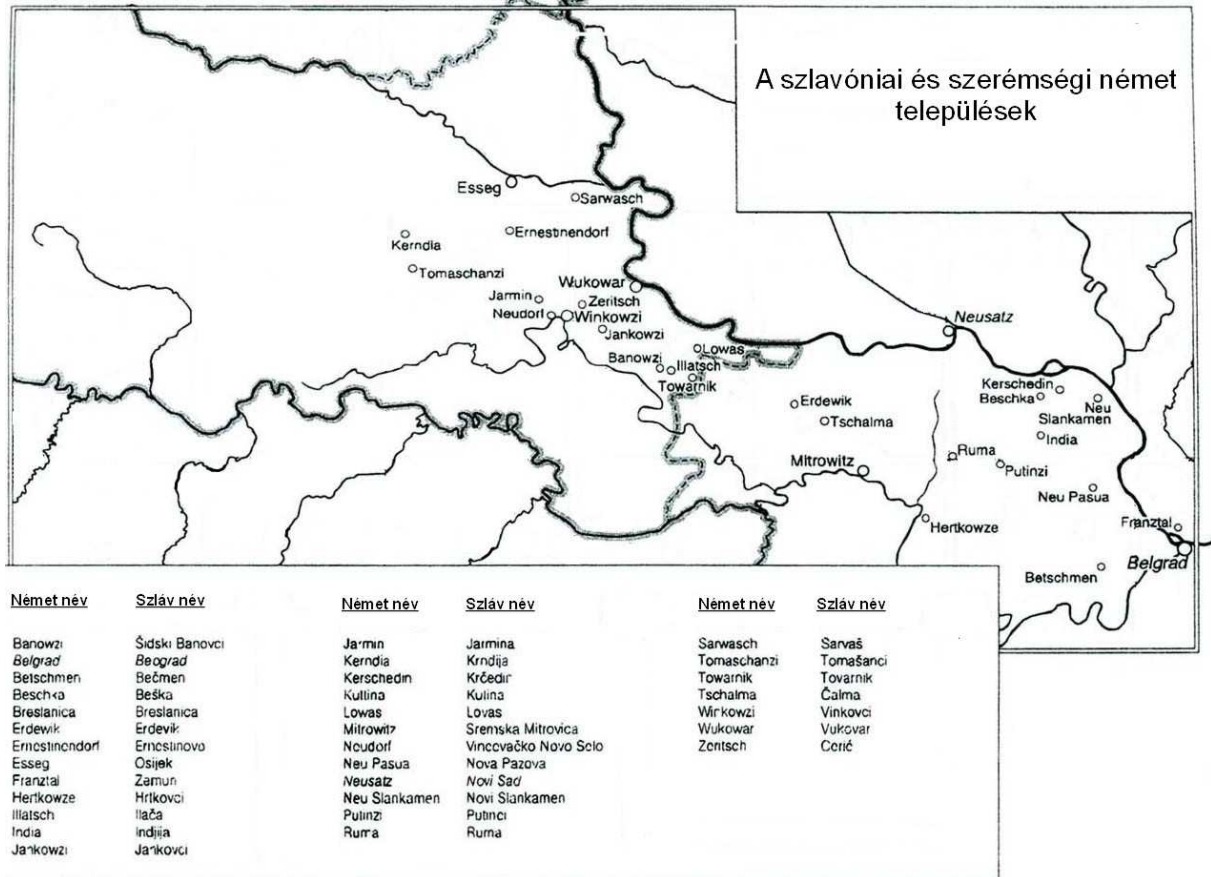 A szlavóniai és szerémségi német
települések
Esseg
Sarwasch
Ernestinendorf
Kerndia
Tomaschanzi
Wukowar
Jarmin
Zeritsch
Neudorf
Winkowzi
Jankowzi
Neusatz
Lowas
Banowzi
Illatsch
Towarnik
Kerschedin
Beschka
Neu
Slankamen
Erdewik
Tschalma
India
Ruma
Mitrowitz
Putinzi
Neu Pasua
Hertkowze
Franztal
Belgrad
Betschmen
Német név Szláv név
Banowzi Šidski Banovci
Belgrad Beograd
Betschmen Bečmen
Beschka Beška
Breslanica Breslanica
Erdewik Erdevik
Ernestinendorf Ernestinovo
Esseg Osijek
Franztal Zemun
Hertkowze Hrtkovci
Illatsch Ilača
India Indjija
Jankowzi Jankovci
Német név Szláv név
Jarmin Jarmina
Kerndia Krndija
Kerschedin Krčedin
Kullina Kulina
Lowas Lovas
Mitrowitz Sremska Mitrovica
Neudorf Vincovačko Novo Selo
Neu Pasua Nova Pazova
Neusatz Novi Sad
Neu Slankamen Novi Slankamen
Putinzi Putinci
Ruma Ruma
Német név Szláv név
Sarwasch Sarvaš
Tomaschanzi Tomašanci
Towarnik Tovarnik
Tschalma Čalma
Winkowzi Vinkovci
Wukowar Vukovar
Zeritsch Cerić